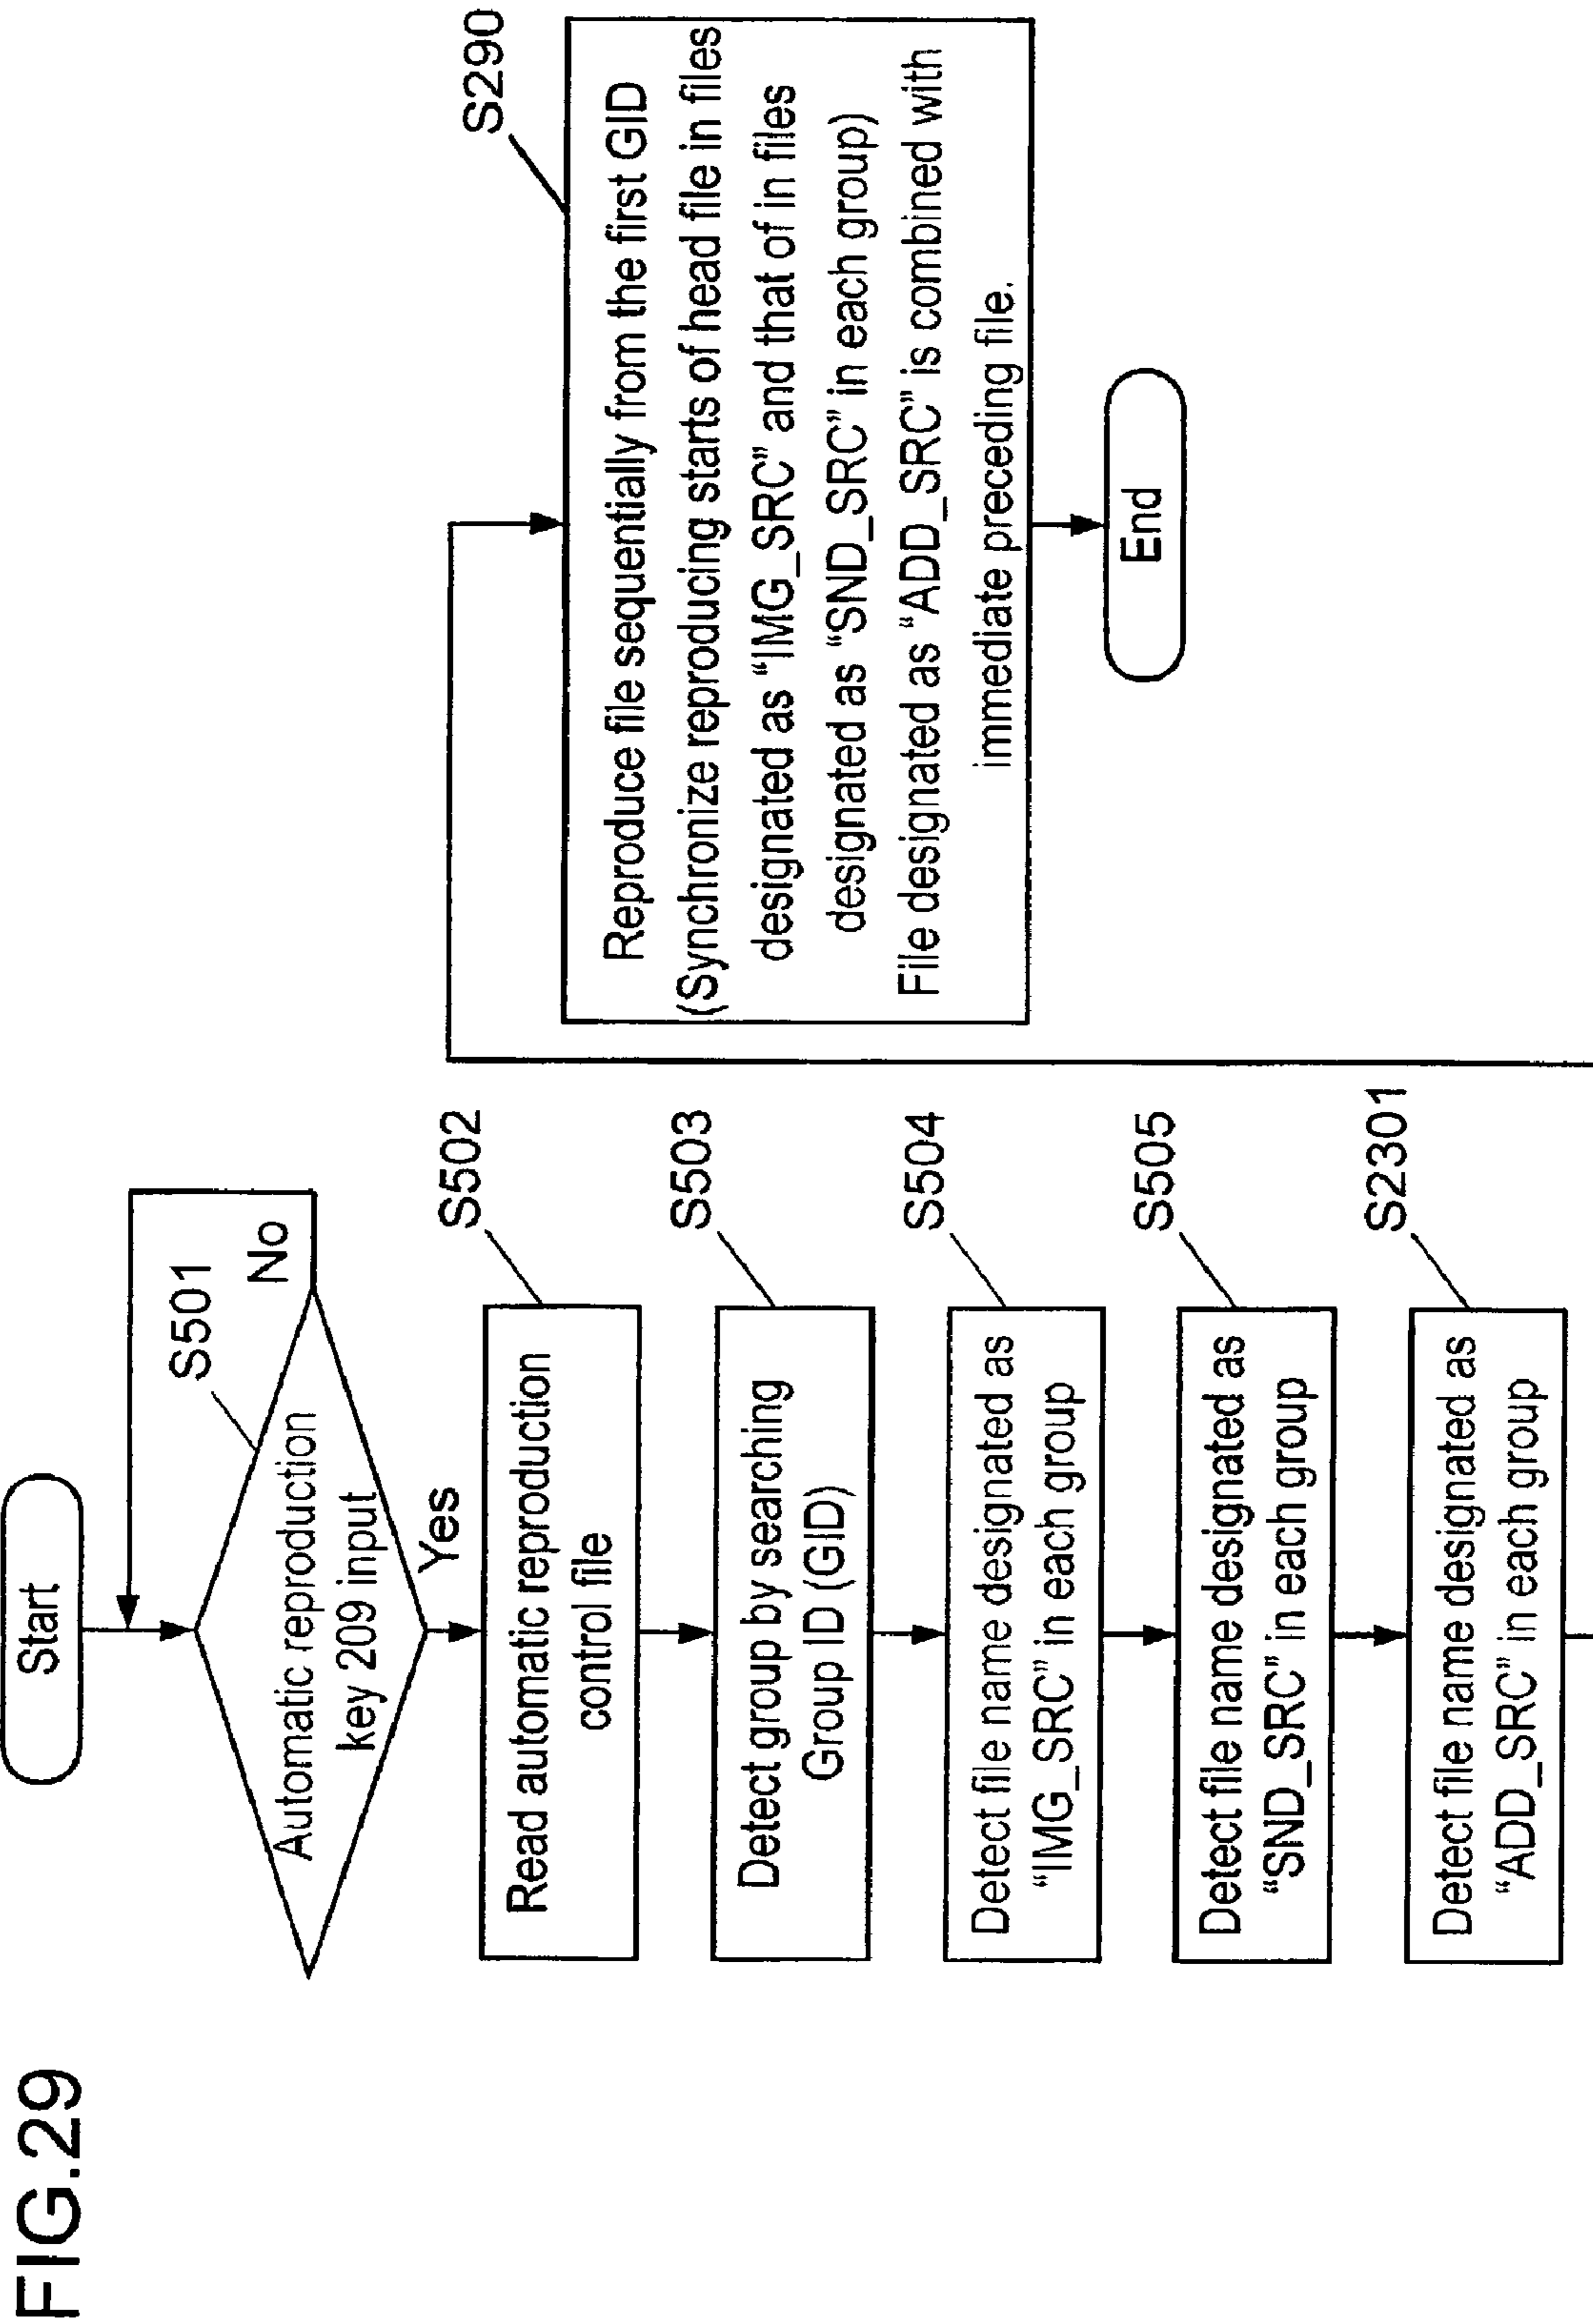 FIG.29
Start
S501
Automatic reproduction
key 209 input
No
Yes
S502
Read automatic reproduction
control file
S503
Detect group by searching
Group ID (GID)
S504
Detect file name designated as
“IMG_SRC” in each group
S505
Detect file name designated as
“SND_SRC” in each group
S2301
Detect file name designated as
“ADD_SRC” in each group
S290
Reproduce file sequentially from the first GID
(Synchronize reproducing starts of head file in files
designated as “IMG_SRC” and that of in files
designated as “SND_SRC” in each group)
File designated as “ADD_SRC” is combined with
immediate preceding file.
End